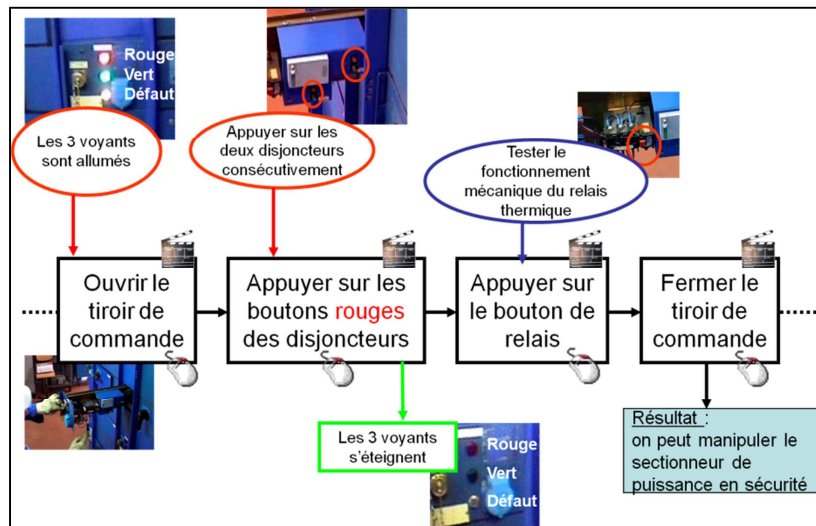 Rouge
Vert
Défaut
Les 3 voyants
sont allumés
Appuyer sur les
deux disjoncteurs
consécutivement
Tester le
fonctionnement
mécanique du relais
thermique
Ouvrir le
tiroir de
commande
Appuyer sur les
boutons rouges
des disjoncteurs
Appuyer sur
le bouton de
relais
Fermer le
tiroir de
commande
Les 3 voyants
s'éteignent
Rouge
Vert
Défaut
Résultat :
on peut manipuler le
sectionneur de
puissance en sécurité